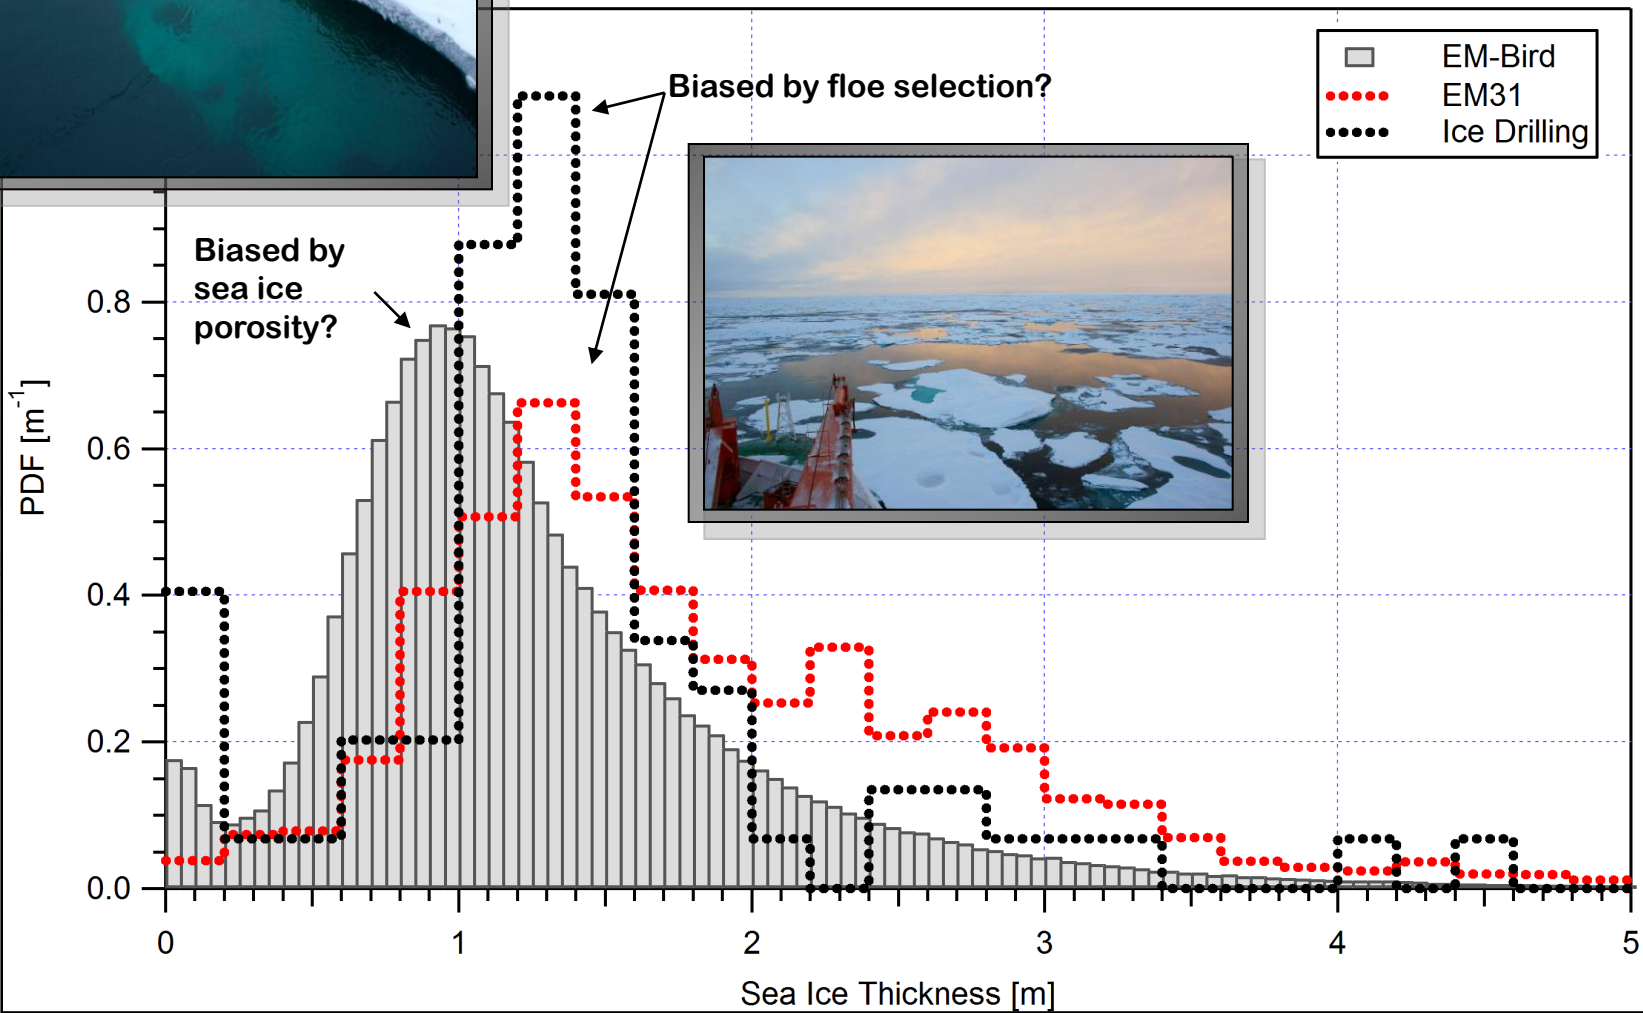 EM-Bird
EM31
Ice Drilling
Biased by floe selection?
Biased by
sea ice
porosity?
0.8
0.6
0.4
0.2
0.0
PDF [m⁻¹]
0 1 2 3 4 5
Sea Ice Thickness [m]